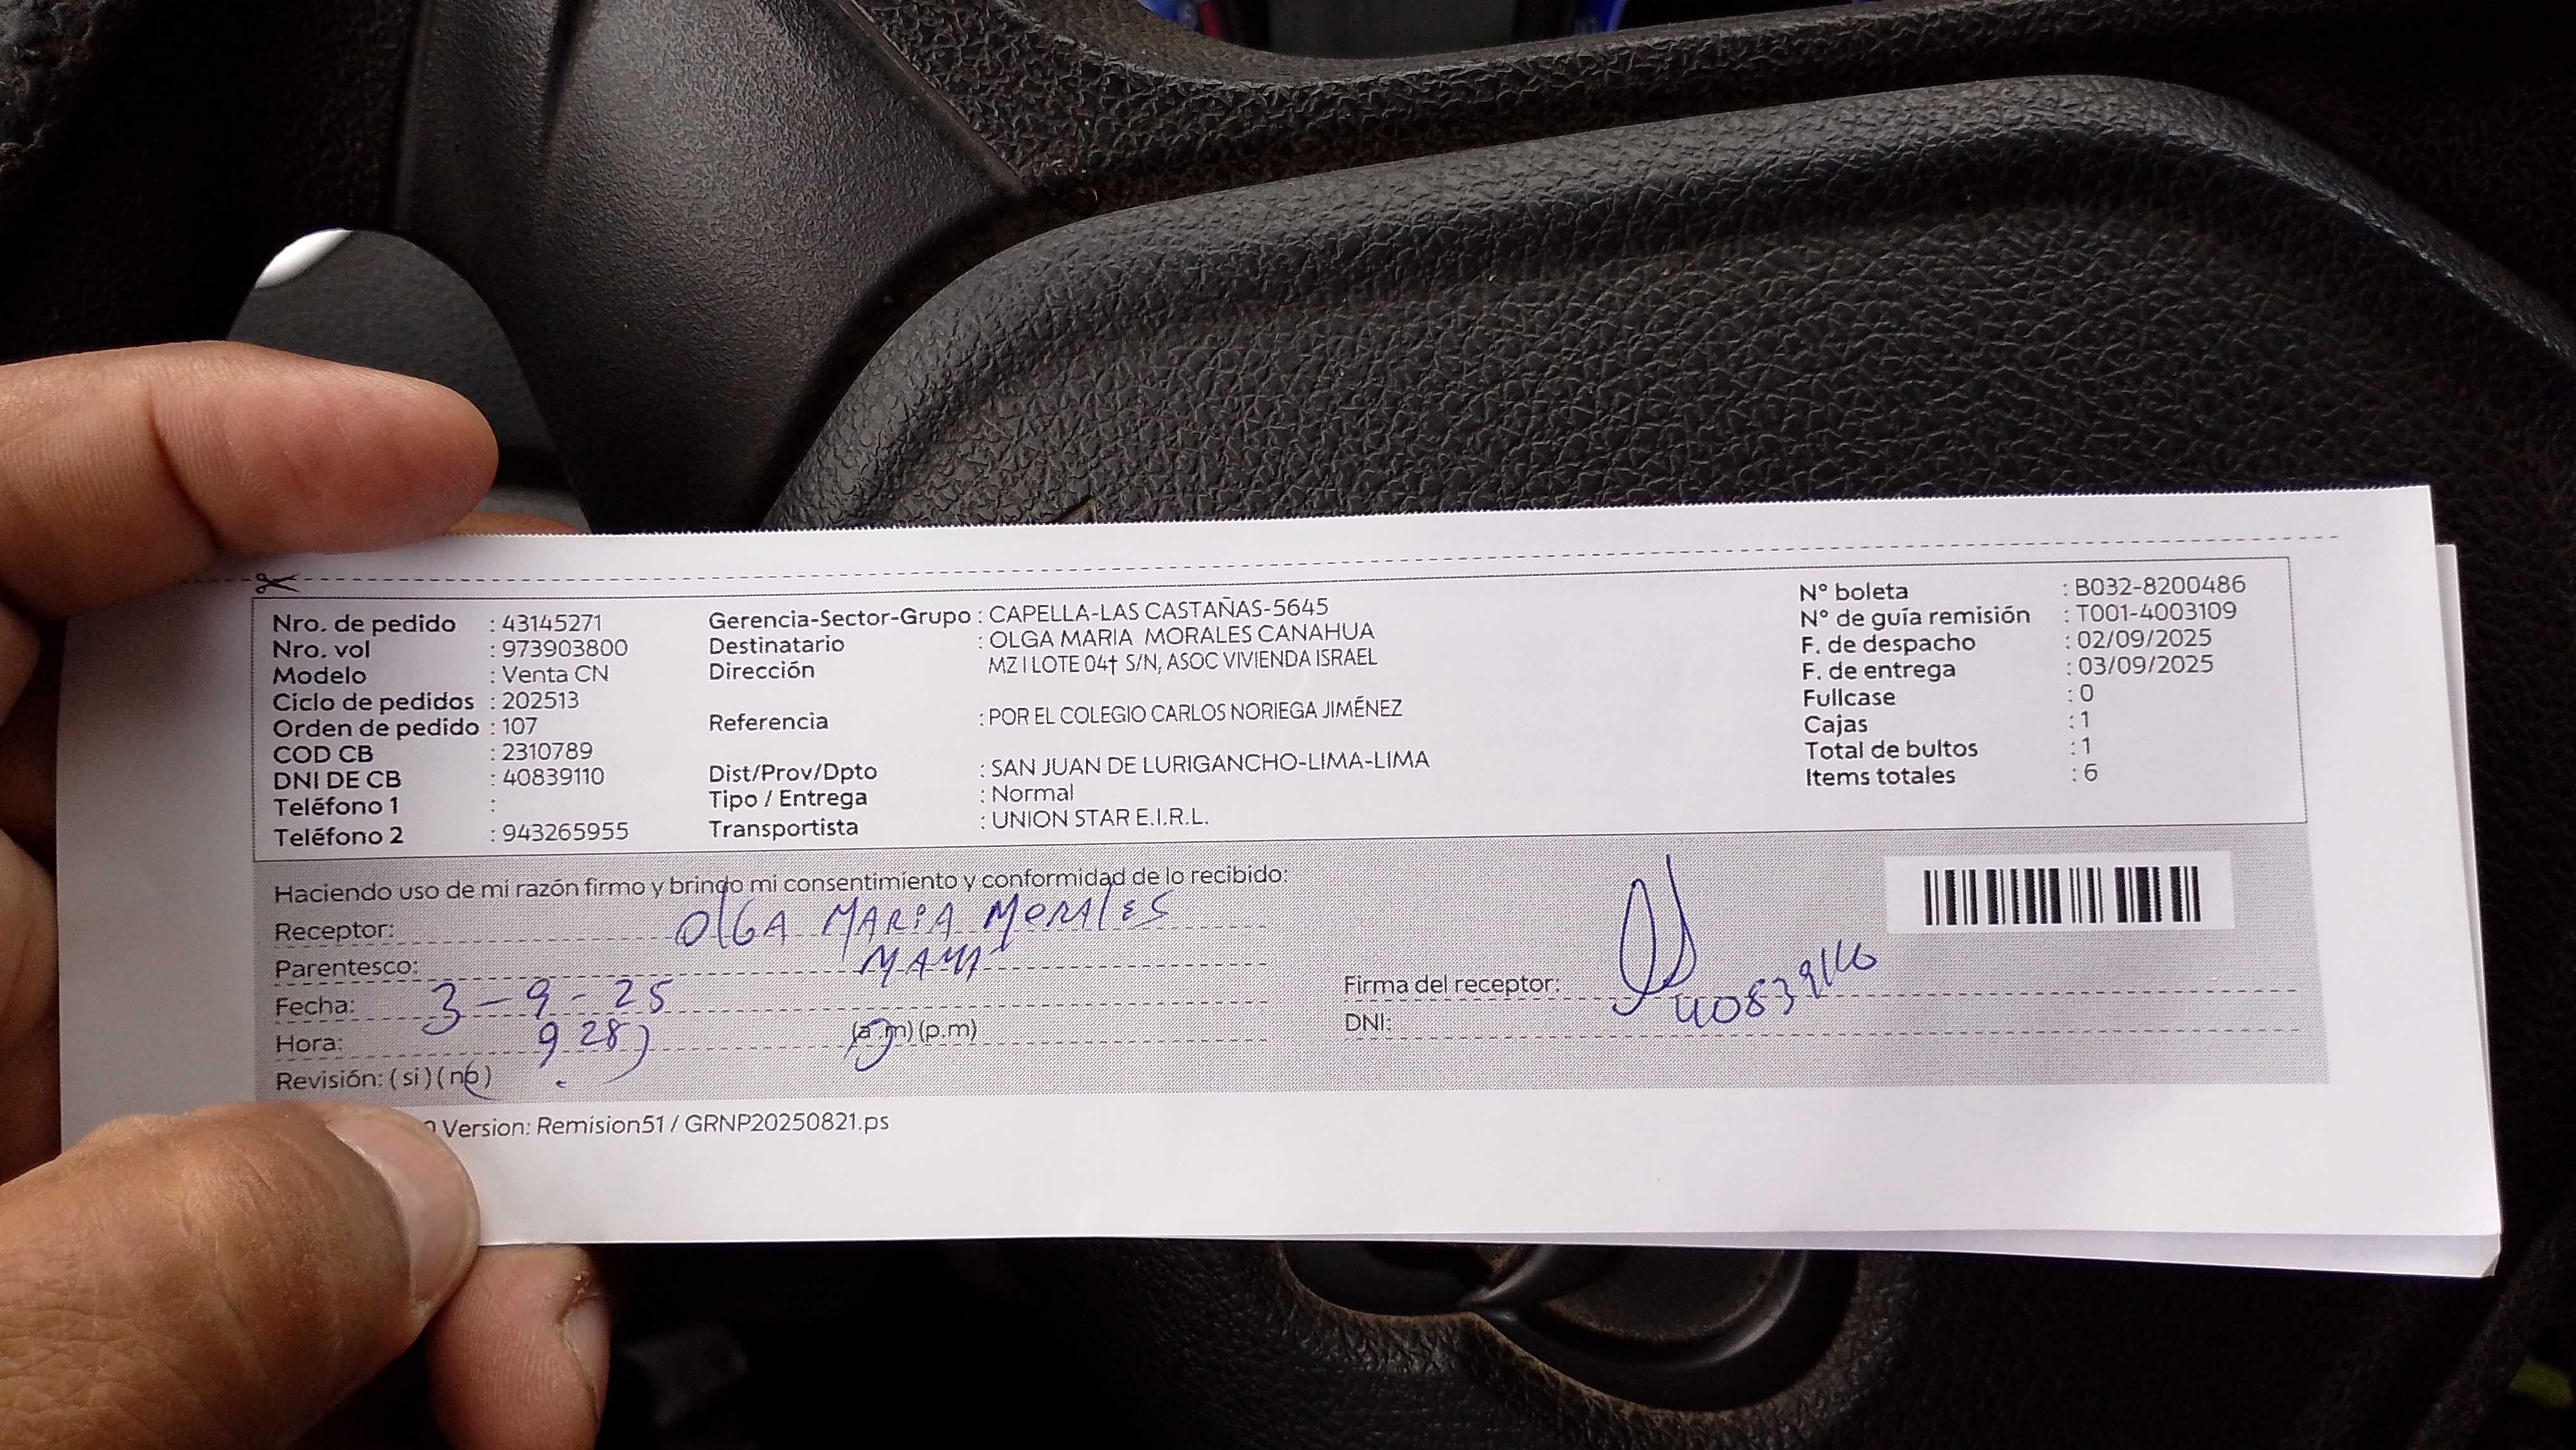 Nro. de pedido : 43145271
Nro. vol : 973903800
Modelo : Venta CN
Ciclo de pedidos : 202513
Orden de pedido : 107
COD CB : 2310789
DNI DE CB : 40839110
Teléfono 1 :
Teléfono 2 : 943265955
Gerencia-Sector-Grupo : CAPELLA-LAS CASTAÑAS-5645
Destinatario : OLGA MARIA MORALES CANAHUA
Dirección MZ I LOTE 04† S/N, ASOC VIVIENDA ISRAEL
Referencia : POR EL COLEGIO CARLOS NORIEGA JIMÉNEZ
Dist/Prov/Dpto : SAN JUAN DE LURIGANCHO-LIMA-LIMA
Tipo / Entrega : Normal
Transportista : UNION STAR E.I.R.L.
N° boleta : B032-8200486
N° de guía remisión : T001-4003109
F. de despacho : 02/09/2025
F. de entrega : 03/09/2025
Fullcase : 0
Cajas : 1
Total de bultos : 1
Items totales : 6
Haciendo uso de mi razón firmo y brindo mi consentimiento y conformidad de lo recibido:
Receptor: OLGA MARIA MORALES
Parentesco:
Fecha: 3-9-25
Hora: 9 28 (a.m) (p.m)
Revisión: (si) (no)
Firma del receptor:
DNI: 40839110
Version: Remision51 / GRNP20250821.ps